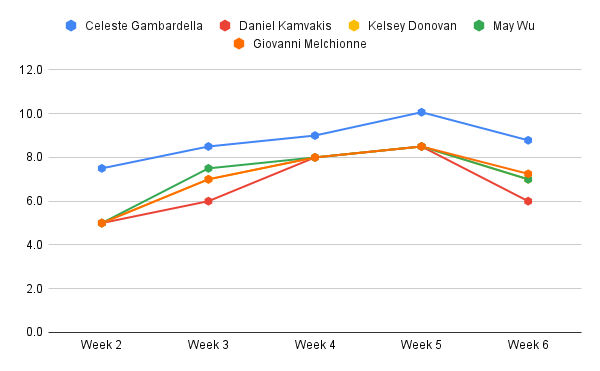 Celeste Gambardella Daniel Kamvakis Kelsey Donovan May Wu
Giovanni Melchionne
12.0
10.0
8.0
6.0
4.0
2.0
0.0
Week 2 Week 3 Week 4 Week 5 Week 6